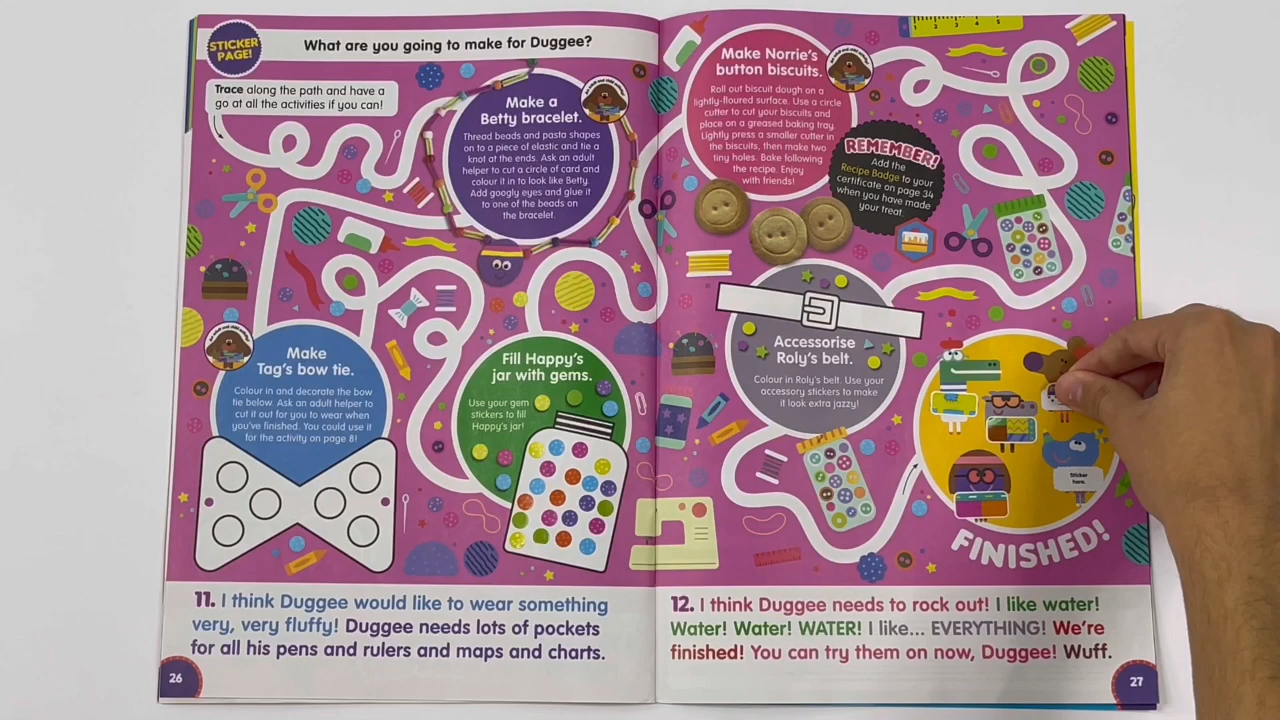 STICKER
PAGE!
What are you going to make for Duggee?
Trace along the path and have a
go at all the activities if you can!
Make a
Betty bracelet.
Thread beads and pasta shapes
on to a piece of elastic and tie a
knot at the ends. Ask an adult
helper to cut a circle of card and
colour it in to look like Betty.
Add googly eyes and glue it
to one of the beads on
the bracelet.
Make
Tag's bow tie.
Colour in and decorate the bow
tie below. Ask an adult helper to
cut it out for you to wear when
you've finished. You could use it
for the activity on page 8!
Fill Happy's
jar with gems.
Use your gem
stickers to fill
Happy's jar!
11. I think Duggee would like to wear something
very, very fluffy! Duggee needs lots of pockets
for all his pens and rulers and maps and charts.
26
Make Norrie's
button biscuits.
Roll out biscuit dough on a
lightly-floured surface. Use a circle
cutter to cut your biscuits and
place on a greased baking tray.
Lightly press a smaller cutter in
the biscuits, then make two
tiny holes. Bake following
the recipe. Enjoy
with friends!
REMEMBER!
Add the
Recipe Badge to your
certificate on page 34
when you have made
your treat.
1 2 3 4 5
Accessorise
Roly's belt.
Colour in Roly's belt. Use your
accessory stickers to make
it look extra jazzy!
Sticker
here.
FINISHED!
12. I think Duggee needs to rock out! I like water!
Water! Water! WATER! I like... EVERYTHING! We're
finished! You can try them on now, Duggee! Wuff.
27